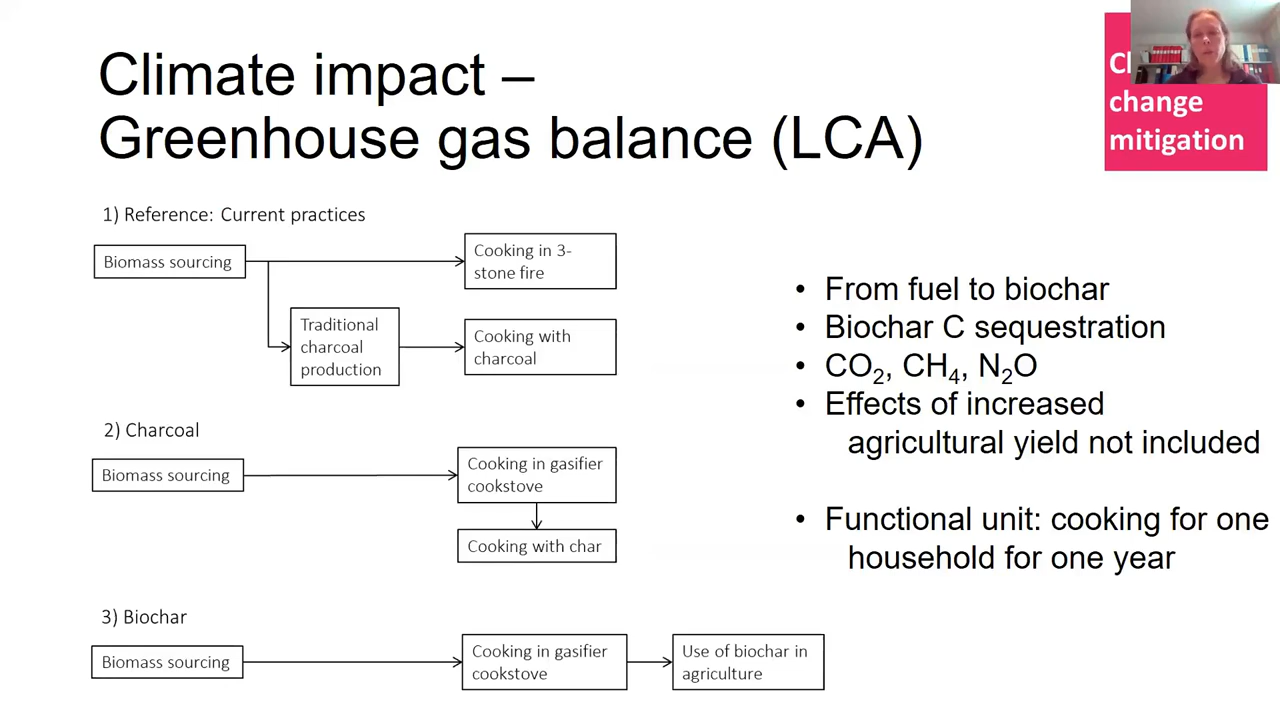 Climate impact –
Greenhouse gas balance (LCA)
change
mitigation
1) Reference: Current practices
Biomass sourcing
Cooking in 3-
stone fire
Traditional
charcoal
production
Cooking with
charcoal
2) Charcoal
Biomass sourcing
Cooking in gasifier
cookstove
Cooking with char
3) Biochar
Biomass sourcing
Cooking in gasifier
cookstove
Use of biochar in
agriculture
• From fuel to biochar
• Biochar C sequestration
• CO₂, CH₄, N₂O
• Effects of increased
agricultural yield not included
• Functional unit: cooking for one
household for one year